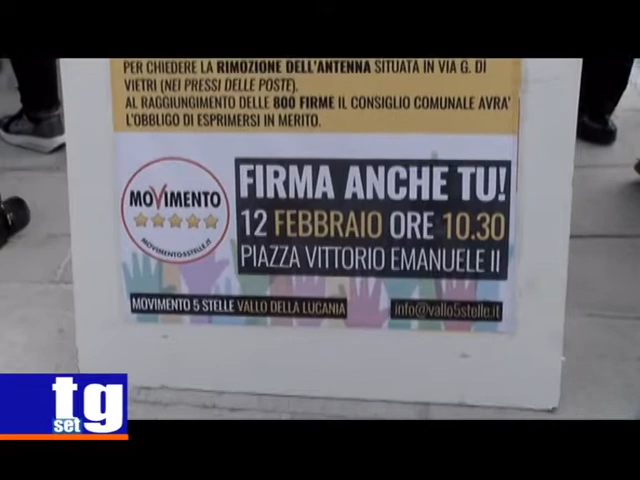 PER CHIEDERE LA RIMOZIONE DELL'ANTENNA SITUATA IN VIA G. DI
VIETRI (NEI PRESSI DELLE POSTE).
AL RAGGIUNGIMENTO DELLE 800 FIRME IL CONSIGLIO COMUNALE AVRA'
L'OBBLIGO DI ESPRIMERSI IN MERITO.
MOVIMENTO
MOVIMENTO5STELLE.IT
FIRMA ANCHE TU!
12 FEBBRAIO ORE 10.30
PIAZZA VITTORIO EMANUELE II
MOVIMENTO 5 STELLE VALLO DELLA LUCANIA
info@vallo5stelle.it
tg
set